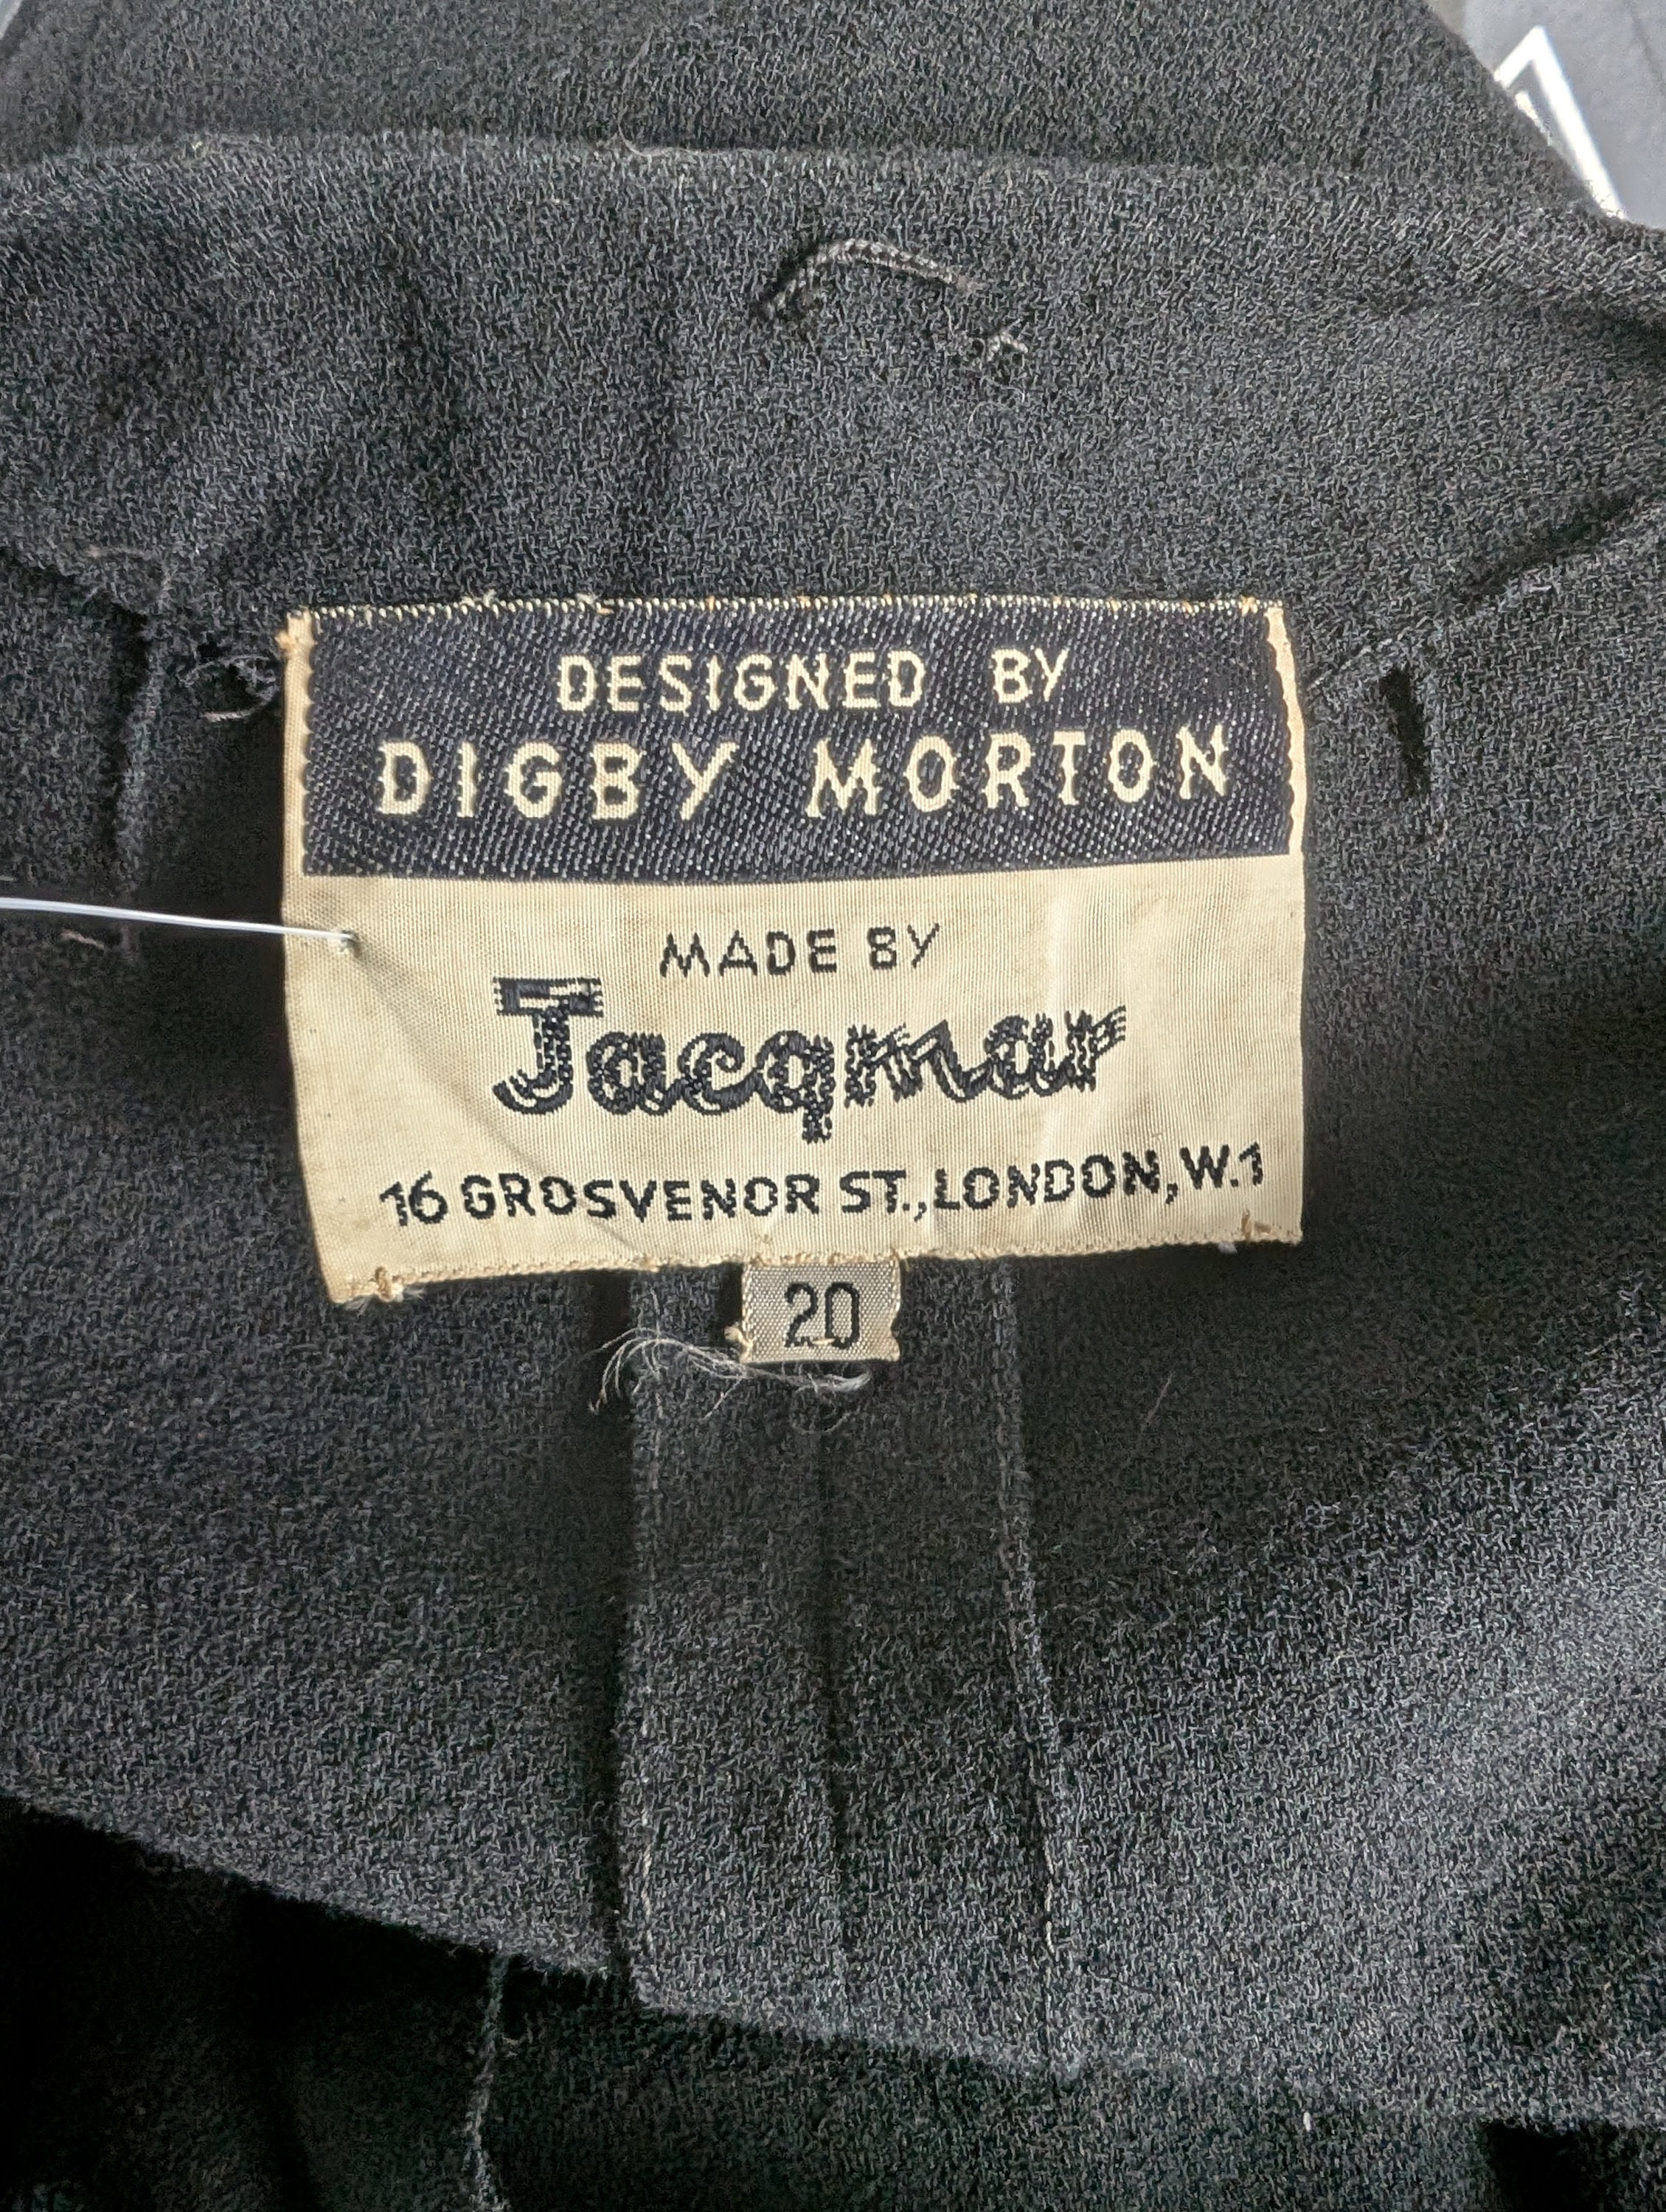 DESIGNED BY
DIGBY MORTON
MADE BY
Jacqmar
16 GROSVENOR ST., LONDON, W.1
20